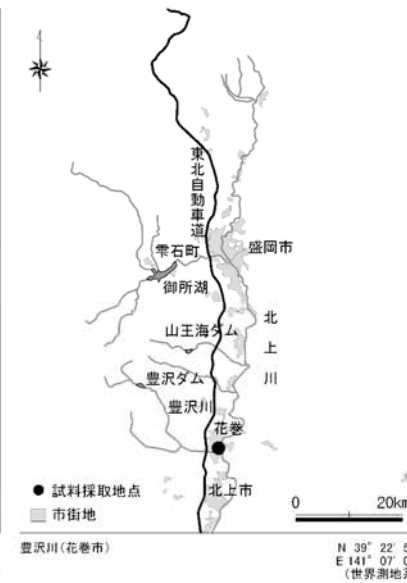 東北自動車道
盛岡市
雫石町
御所湖
北上川
山王海ダム
豊沢ダム
豊沢川
花巻
● 試料採取地点
北上市
市街地
0 20km
豊沢川(花巻市)
N 39° 22′ 5
E 141° 07′ 0
(世界測地系